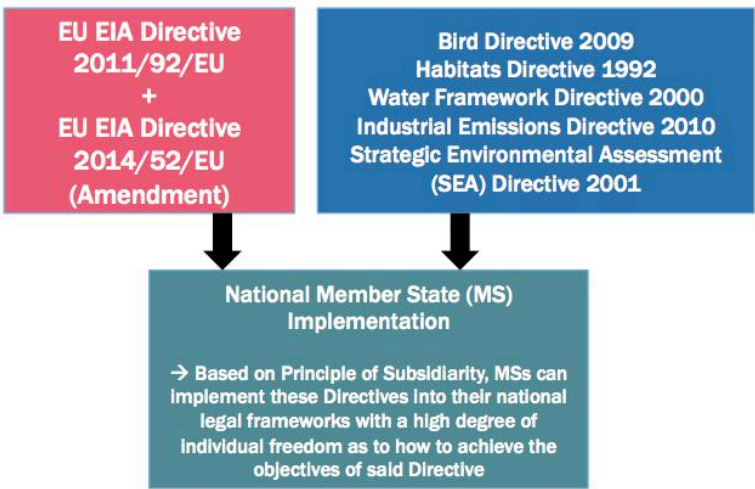 EU EIA Directive
2011/92/EU
+
EU EIA Directive
2014/52/EU
(Amendment)
Bird Directive 2009
Habitats Directive 1992
Water Framework Directive 2000
Industrial Emissions Directive 2010
Strategic Environmental Assessment
(SEA) Directive 2001
National Member State (MS)
Implementation
→ Based on Principle of Subsidiarity, MSs can
implement these Directives into their national
legal frameworks with a high degree of
individual freedom as to how to achieve the
objectives of said Directive